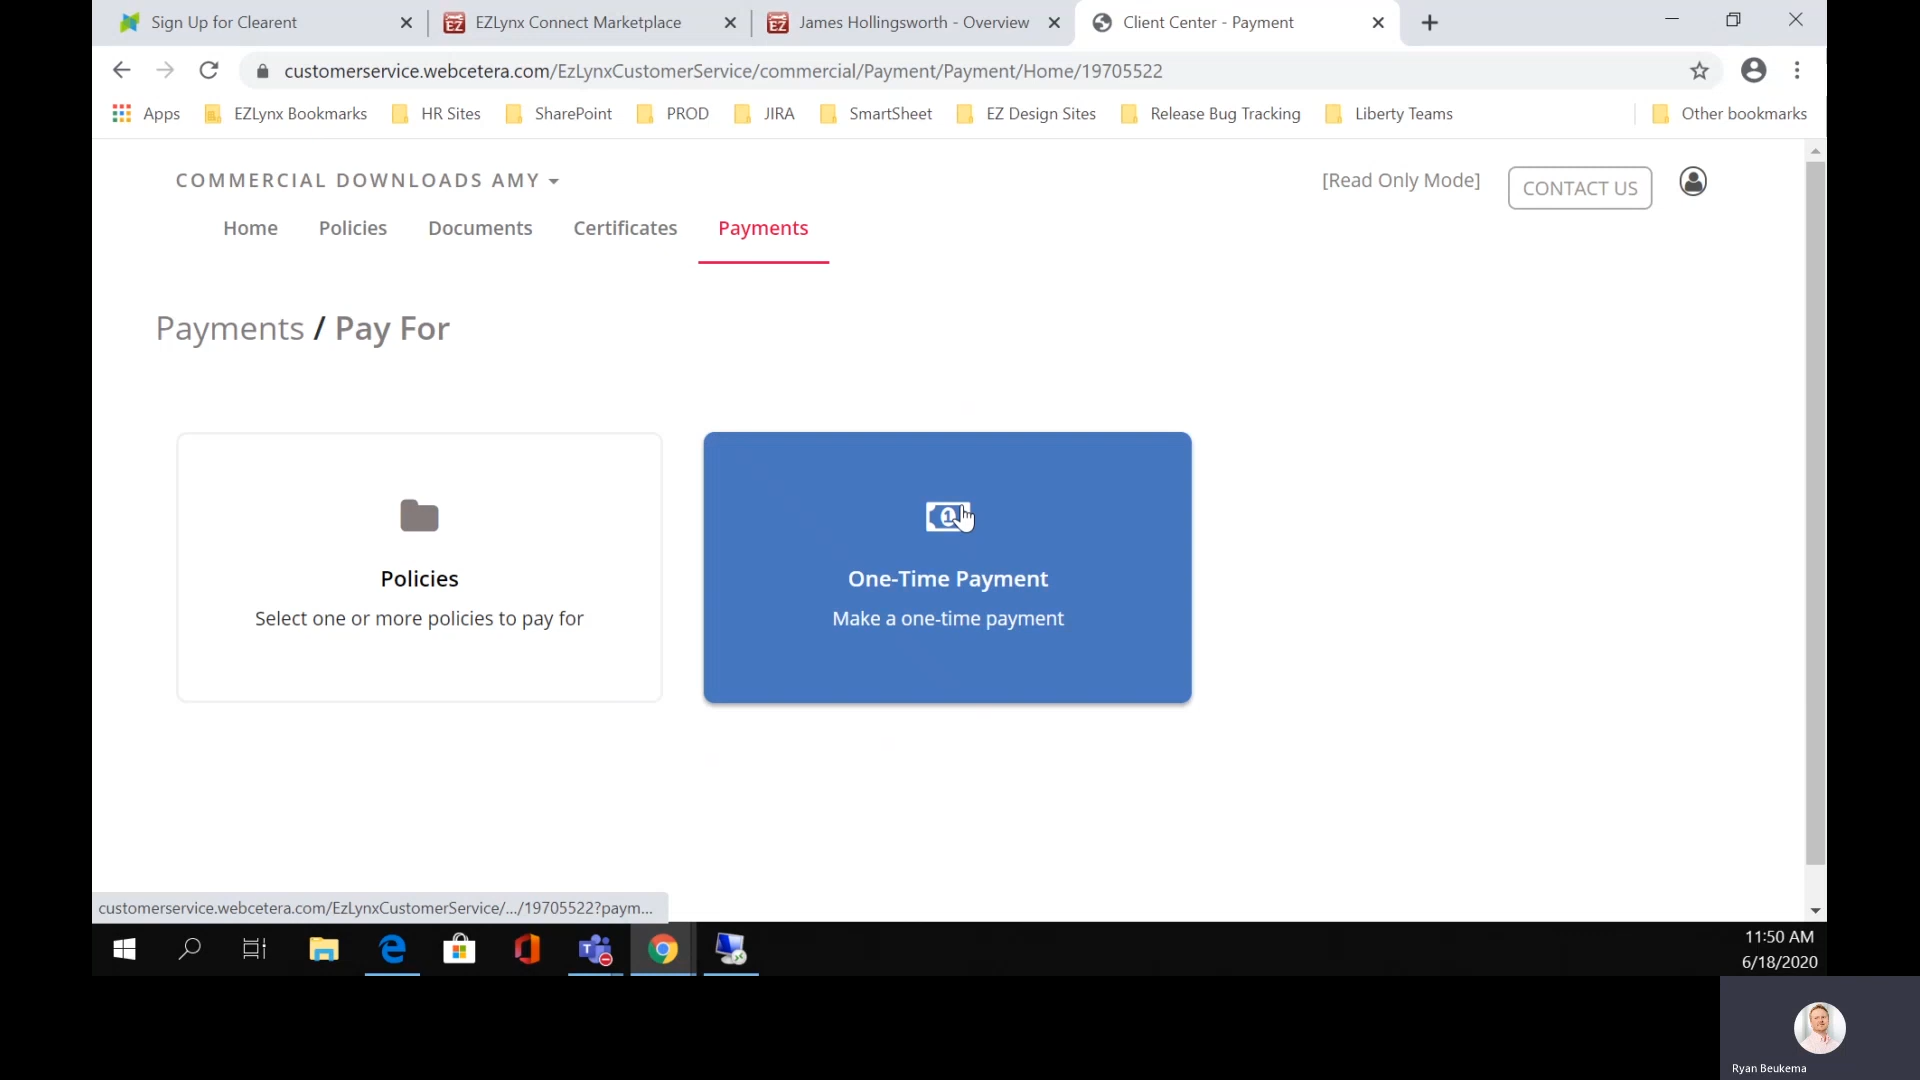 Sign Up for Clearent
EZLynx Connect Marketplace
James Hollingsworth - Overview
Client Center - Payment
customerservice.webcetera.com/EzLynxCustomerService/commercial/Payment/Payment/Home/19705522
Apps
EZLynx Bookmarks
HR Sites
SharePoint
PROD
JIRA
SmartSheet
EZ Design Sites
Release Bug Tracking
Liberty Teams
Other bookmarks
COMMERCIAL DOWNLOADS AMY
[Read Only Mode]
CONTACT US
Home
Policies
Documents
Certificates
Payments
Payments / Pay For
Policies
Select one or more policies to pay for
One-Time Payment
Make a one-time payment
customerservice.webcetera.com/EzLynxCustomerService/.../19705522?paym...
11:50 AM
6/18/2020
Ryan Beukema